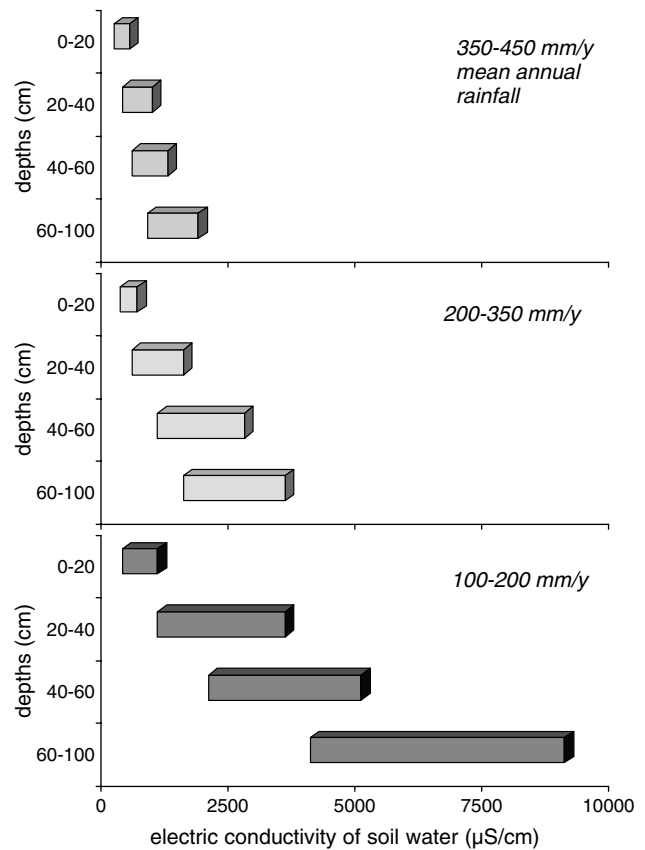 depths (cm)
0-20
20-40
40-60
60-100
350-450 mm/y
mean annual
rainfall
depths (cm)
0-20
20-40
40-60
60-100
200-350 mm/y
depths (cm)
0-20
20-40
40-60
60-100
100-200 mm/y
0 2500 5000 7500 10000
electric conductivity of soil water (µS/cm)